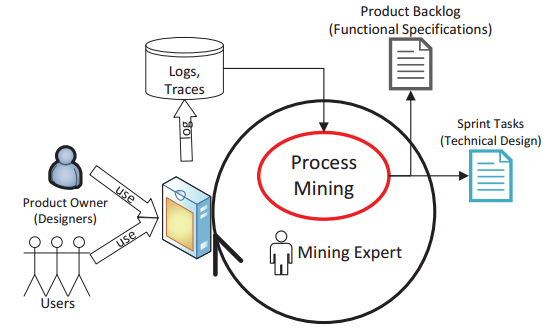 Product Backlog
(Functional Specifications)
Logs,
Traces
log
Sprint Tasks
(Technical Design)
Process
Mining
use
Product Owner
(Designers)
use
Mining Expert
Users